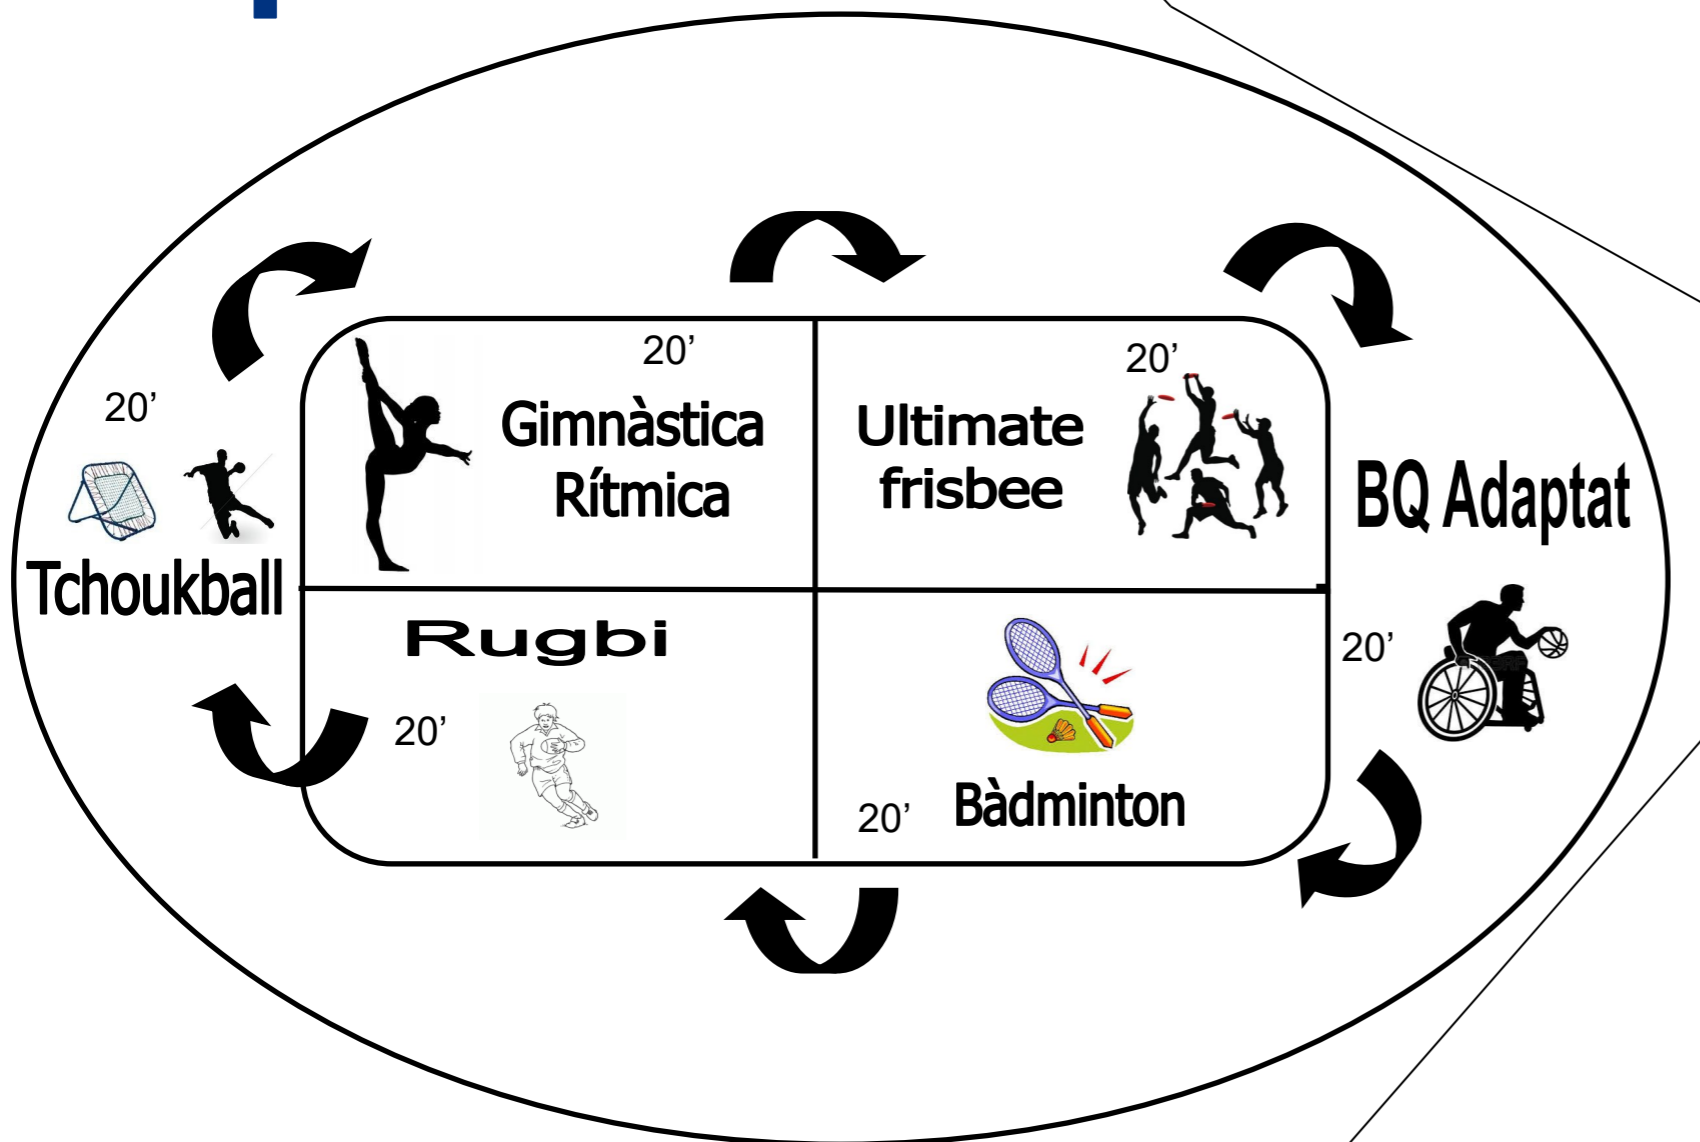 20’
Gimnàstica
Rítmica
20’
Ultimate
frisbee
20’
Tchoukball
BQ Adaptat
20’
Rugbi
20’
Bàdminton
20’